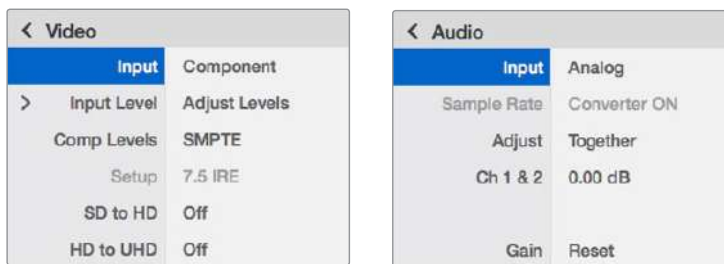 < Video
Input Component
> Input Level Adjust Levels
Comp Levels SMPTE
Setup 7.5 IRE
SD to HD Off
HD to UHD Off
< Audio
Input Analog
Sample Rate Converter ON
Adjust Together
Ch 1 & 2 0.00 dB
Gain Reset